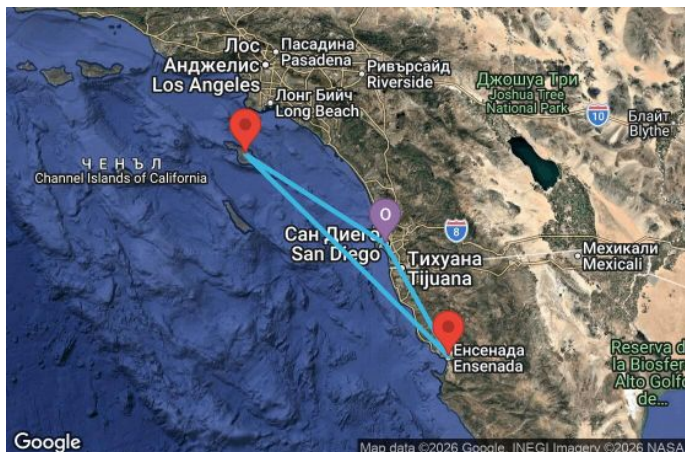 Лос
Анджелис
Los Angeles
Пасадина
Pasadena
Ривърсайд
Riverside
Лонг Бийч
Long Beach
Джошуа Три
Joshua Tree
National Park
10
Блайт
Blythe
ЧЕНЪЛ
Channel Islands of California
O
Сан Диего
San Diego
8
Тихуана
Tijuana
Мехикали
Mexicali
Енсенада
Ensenada
Reserva d
la Biosfer
Alto Golfo
de...
Google
Map data ©2026 Google, INEGI Imagery ©2026 NASA